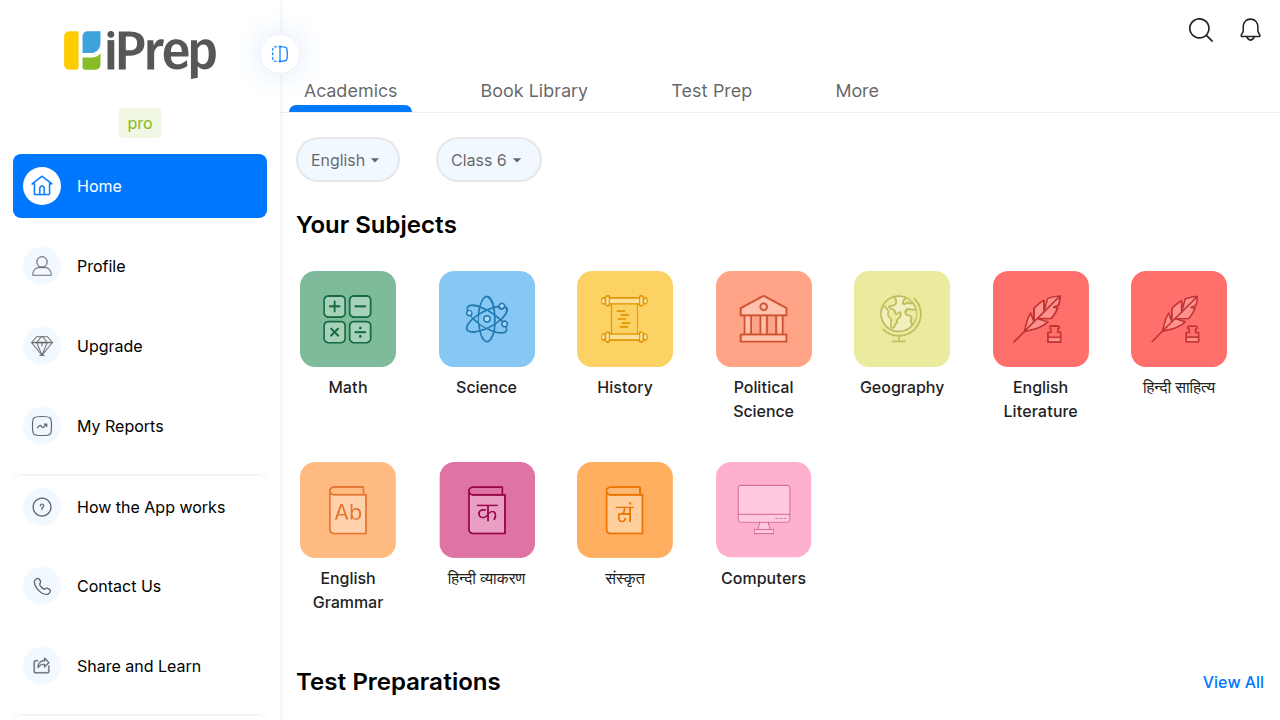 iPrep
pro
Home
Profile
Upgrade
My Reports
How the App works
Contact Us
Share and Learn
Academics
Book Library
Test Prep
More
English
Class 6
Your Subjects
Math
Science
History
Political
Science
Geography
English
Literature
हिन्दी साहित्य
Ab
English
Grammar
क
हिन्दी व्याकरण
सं
संस्कृत
Computers
Test Preparations
View All